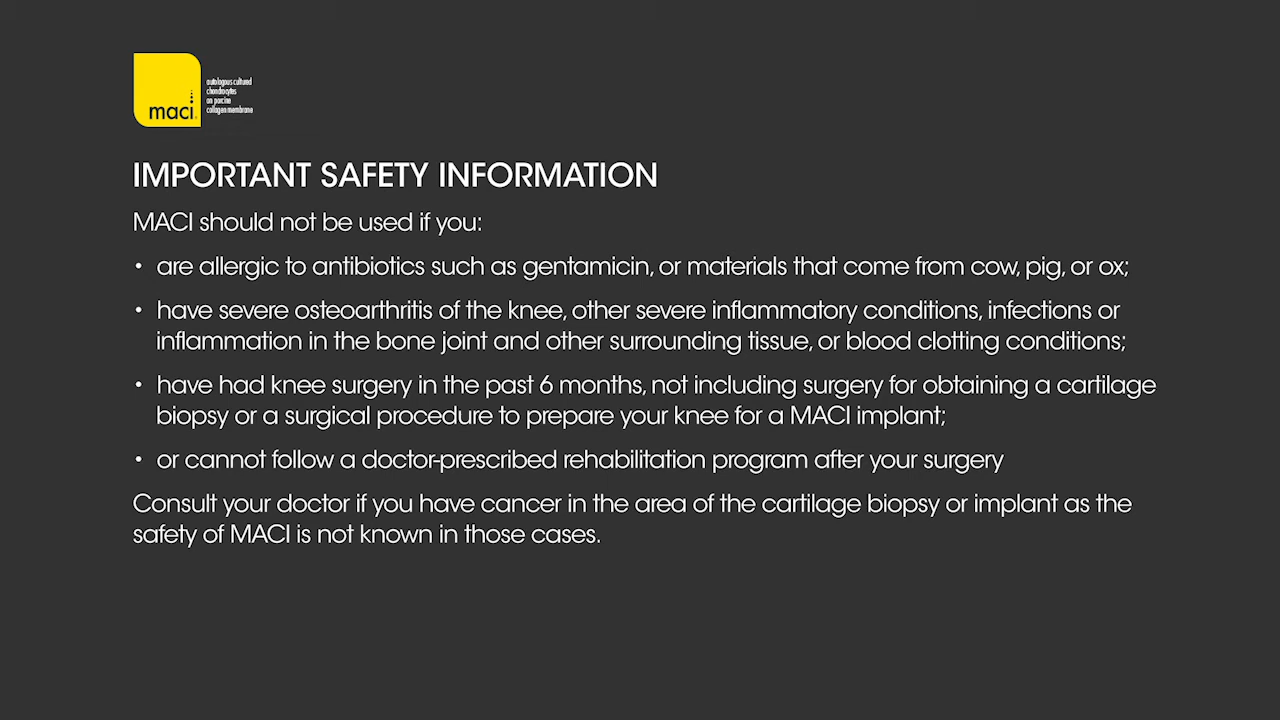 maci
autologous cultured
chondrocytes
on porcine
collagen membrane
IMPORTANT SAFETY INFORMATION
MACI should not be used if you:
• are allergic to antibiotics such as gentamicin, or materials that come from cow, pig, or ox;
• have severe osteoarthritis of the knee, other severe inflammatory conditions, infections or
inflammation in the bone joint and other surrounding tissue, or blood clotting conditions;
• have had knee surgery in the past 6 months, not including surgery for obtaining a cartilage
biopsy or a surgical procedure to prepare your knee for a MACI implant;
• or cannot follow a doctor-prescribed rehabilitation program after your surgery
Consult your doctor if you have cancer in the area of the cartilage biopsy or implant as the
safety of MACI is not known in those cases.